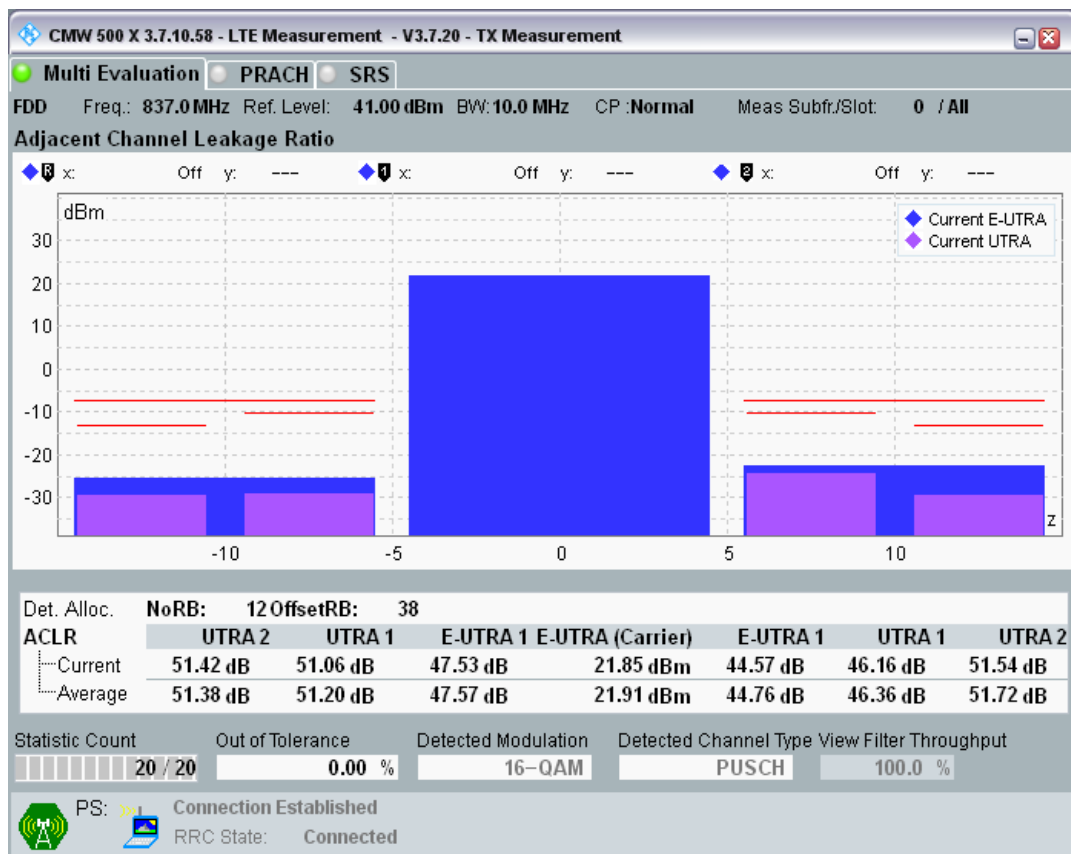 CMW 500 X 3.7.10.58 - LTE Measurement - V3.7.20 - TX Measurement
Multi Evaluation PRACH SRS
FDD Freq.: 837.0 MHz Ref. Level: 41.00 dBm BW: 10.0 MHz CP :Normal Meas Subfr./Slot: 0 / All
Adjacent Channel Leakage Ratio
R x: Off y: --- 1 x: Off y: --- 2 x: Off y: ---
dBm
Current E-UTRA
Current UTRA
30
20
10
0
-10
-20
-30
z
-10 -5 0 5 10
Det. Alloc. NoRB: 12 OffsetRB: 38
ACLR UTRA 2 UTRA 1 E-UTRA 1 E-UTRA (Carrier) E-UTRA 1 UTRA 1 UTRA 2
Current 51.42 dB 51.06 dB 47.53 dB 21.85 dBm 44.57 dB 46.16 dB 51.54 dB
Average 51.38 dB 51.20 dB 47.57 dB 21.91 dBm 44.76 dB 46.36 dB 51.72 dB
Statistic Count Out of Tolerance Detected Modulation Detected Channel Type View Filter Throughput
20 / 20 0.00 % 16-QAM PUSCH 100.0 %
PS: Connection Established
RRC State: Connected